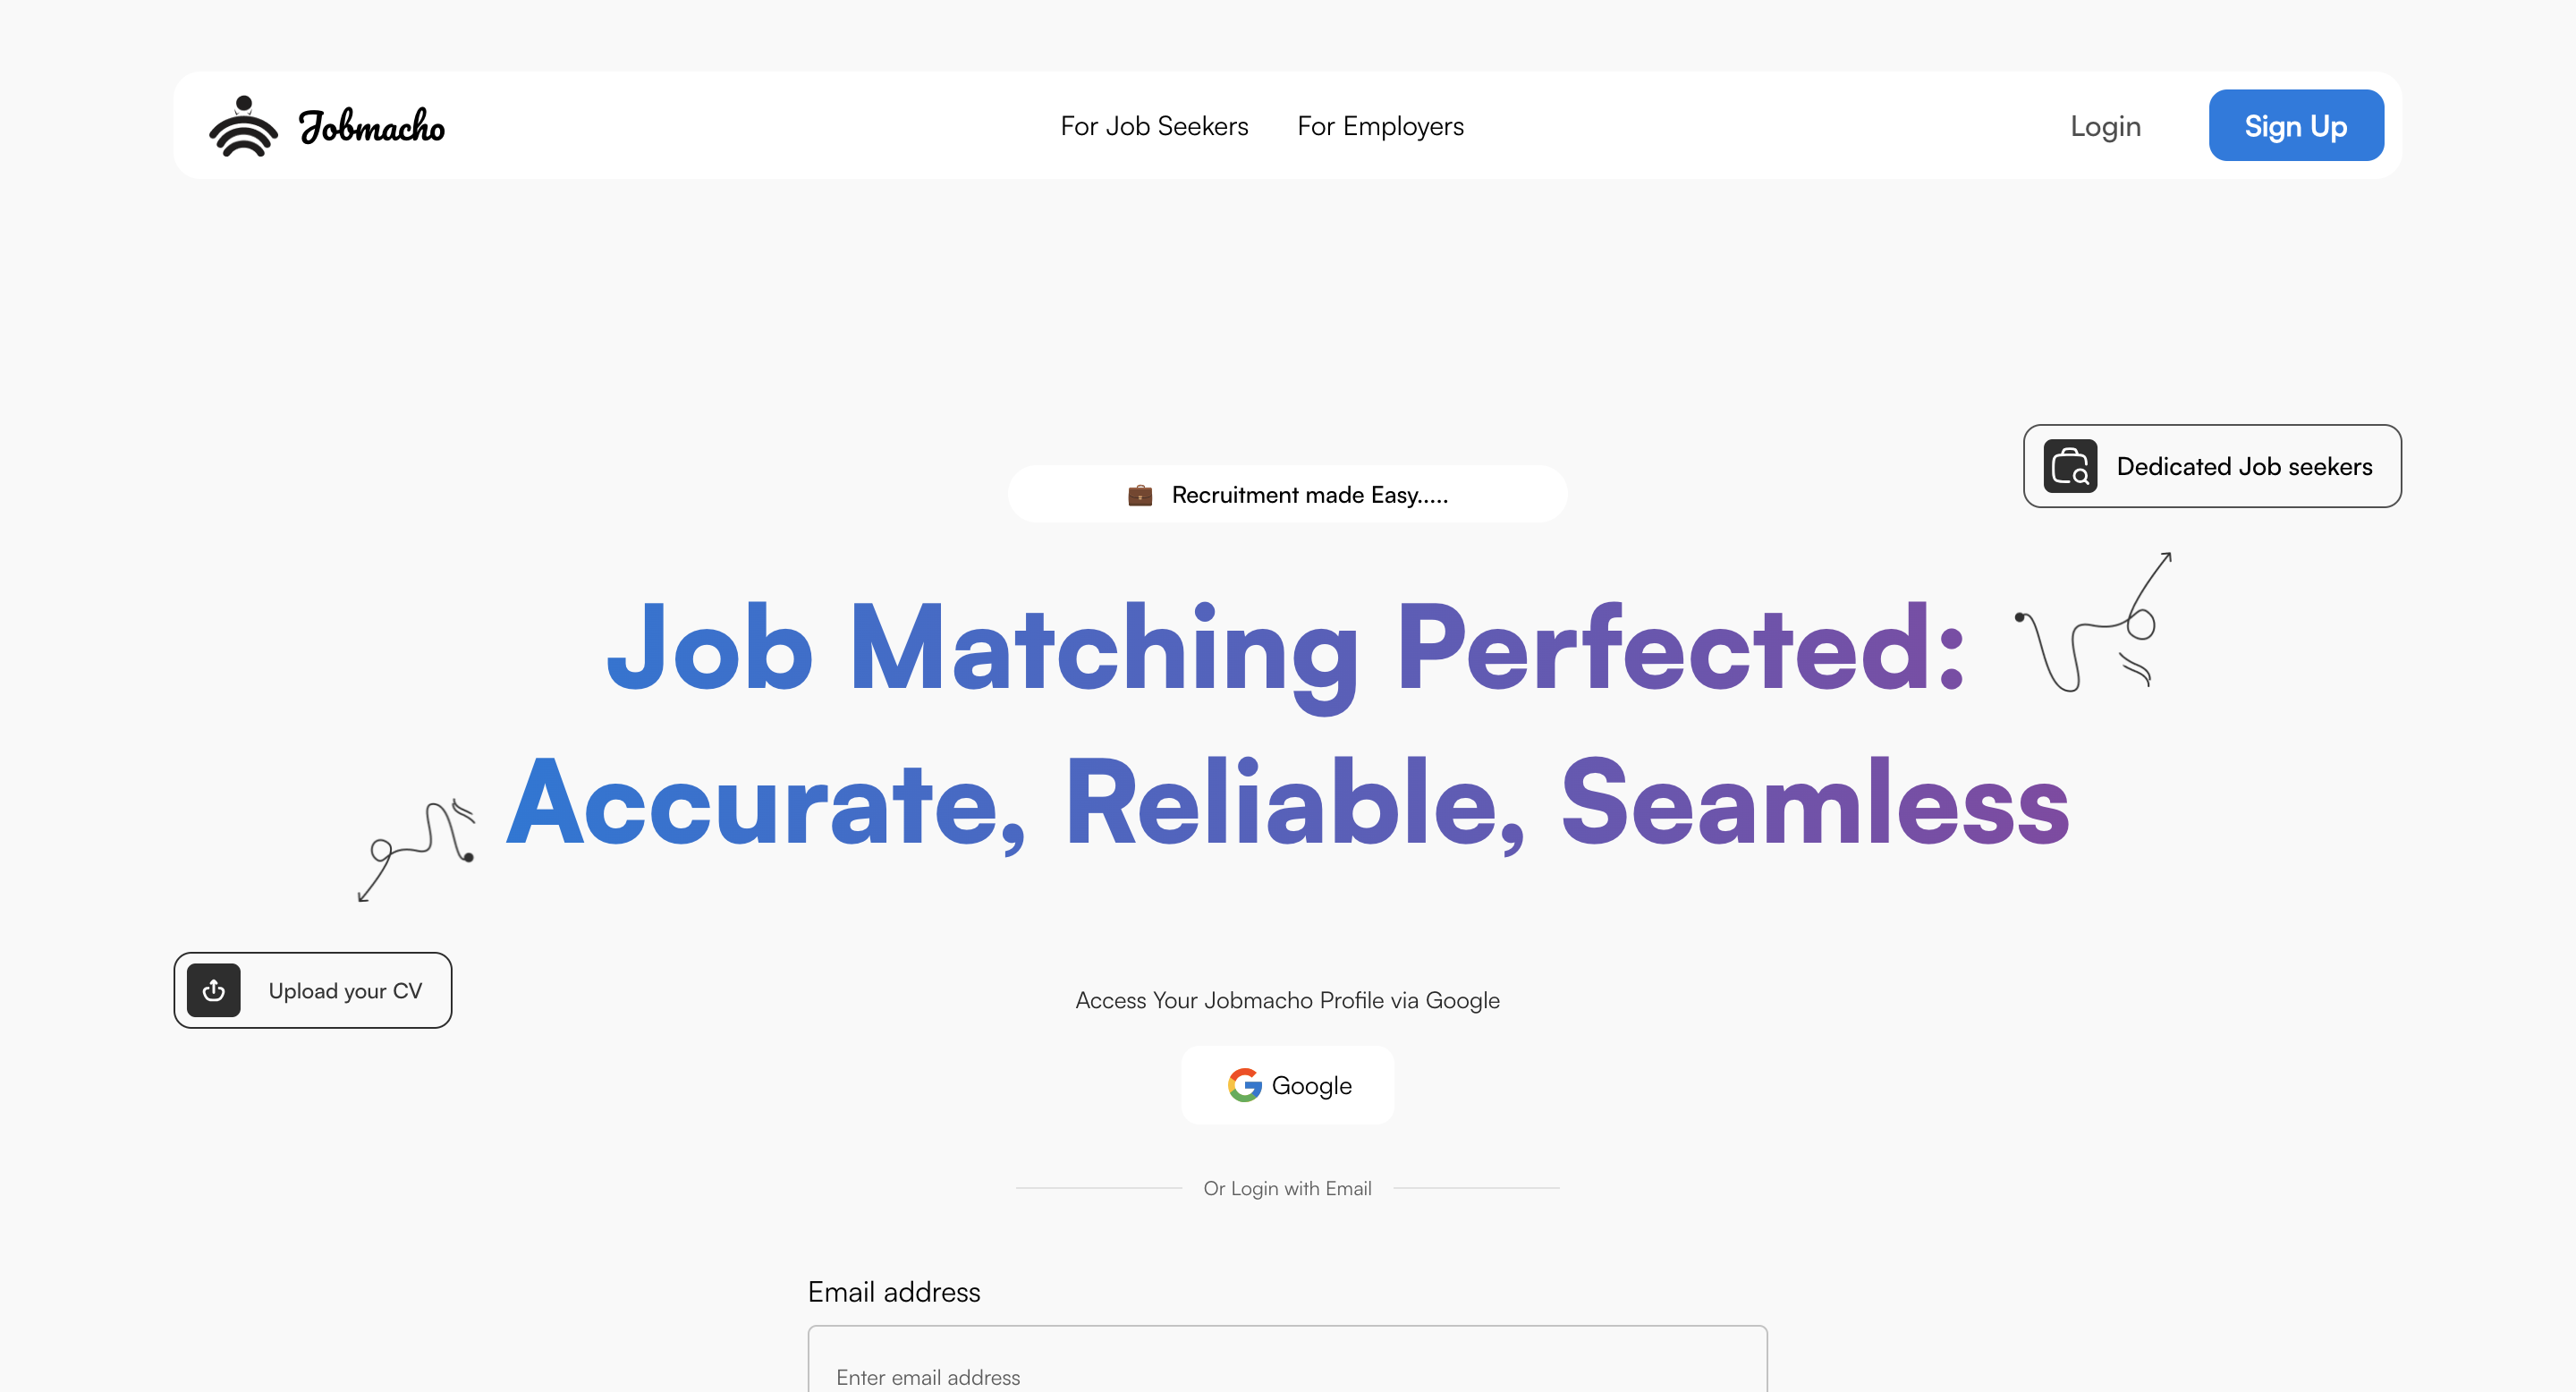 Jobmacho
For Job Seekers
For Employers
Login
Sign Up
Dedicated Job seekers
💼 Recruitment made Easy.....
Job Matching Perfected:
Accurate, Reliable, Seamless
Upload your CV
Access Your Jobmacho Profile via Google
Google
Or Login with Email
Email address
Enter email address